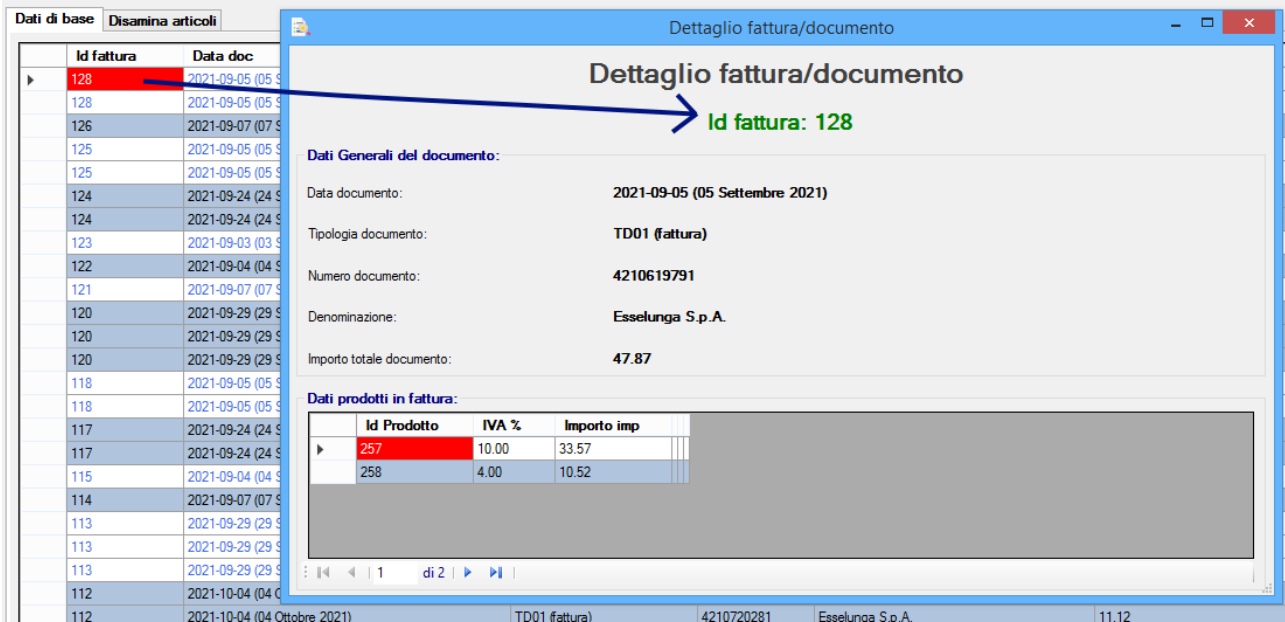 Dati di base Disamina articoli
Dettaglio fattura/documento
Id fattura Data doc
Dettaglio fattura/documento
Id fattura: 128
128 2021-09-05 (05 S
128 2021-09-05 (05 S
126 2021-09-07 (07 S
125 2021-09-05 (05 S
125 2021-09-05 (05 S
124 2021-09-24 (24 S
124 2021-09-24 (24 S
123 2021-09-03 (03 S
122 2021-09-04 (04 S
121 2021-09-07 (07 S
120 2021-09-29 (29 S
120 2021-09-29 (29 S
120 2021-09-29 (29 S
118 2021-09-05 (05 S
118 2021-09-05 (05 S
117 2021-09-24 (24 S
117 2021-09-24 (24 S
115 2021-09-04 (04 S
114 2021-09-07 (07 S
113 2021-09-29 (29 S
113 2021-09-29 (29 S
113 2021-09-29 (29 S
112 2021-10-04 (04 O
112 2021-10-04 (04 Ottobre 2021) TD01 (fattura) 4210720281 Esselunga S.p.A. 11.12
Dati Generali del documento:
Data documento: 2021-09-05 (05 Settembre 2021)
Tipologia documento: TD01 (fattura)
Numero documento: 4210619791
Denominazione: Esselunga S.p.A.
Importo totale documento: 47.87
Dati prodotti in fattura:
Id Prodotto IVA % Importo imp
257 10.00 33.57
258 4.00 10.52
1 di 2